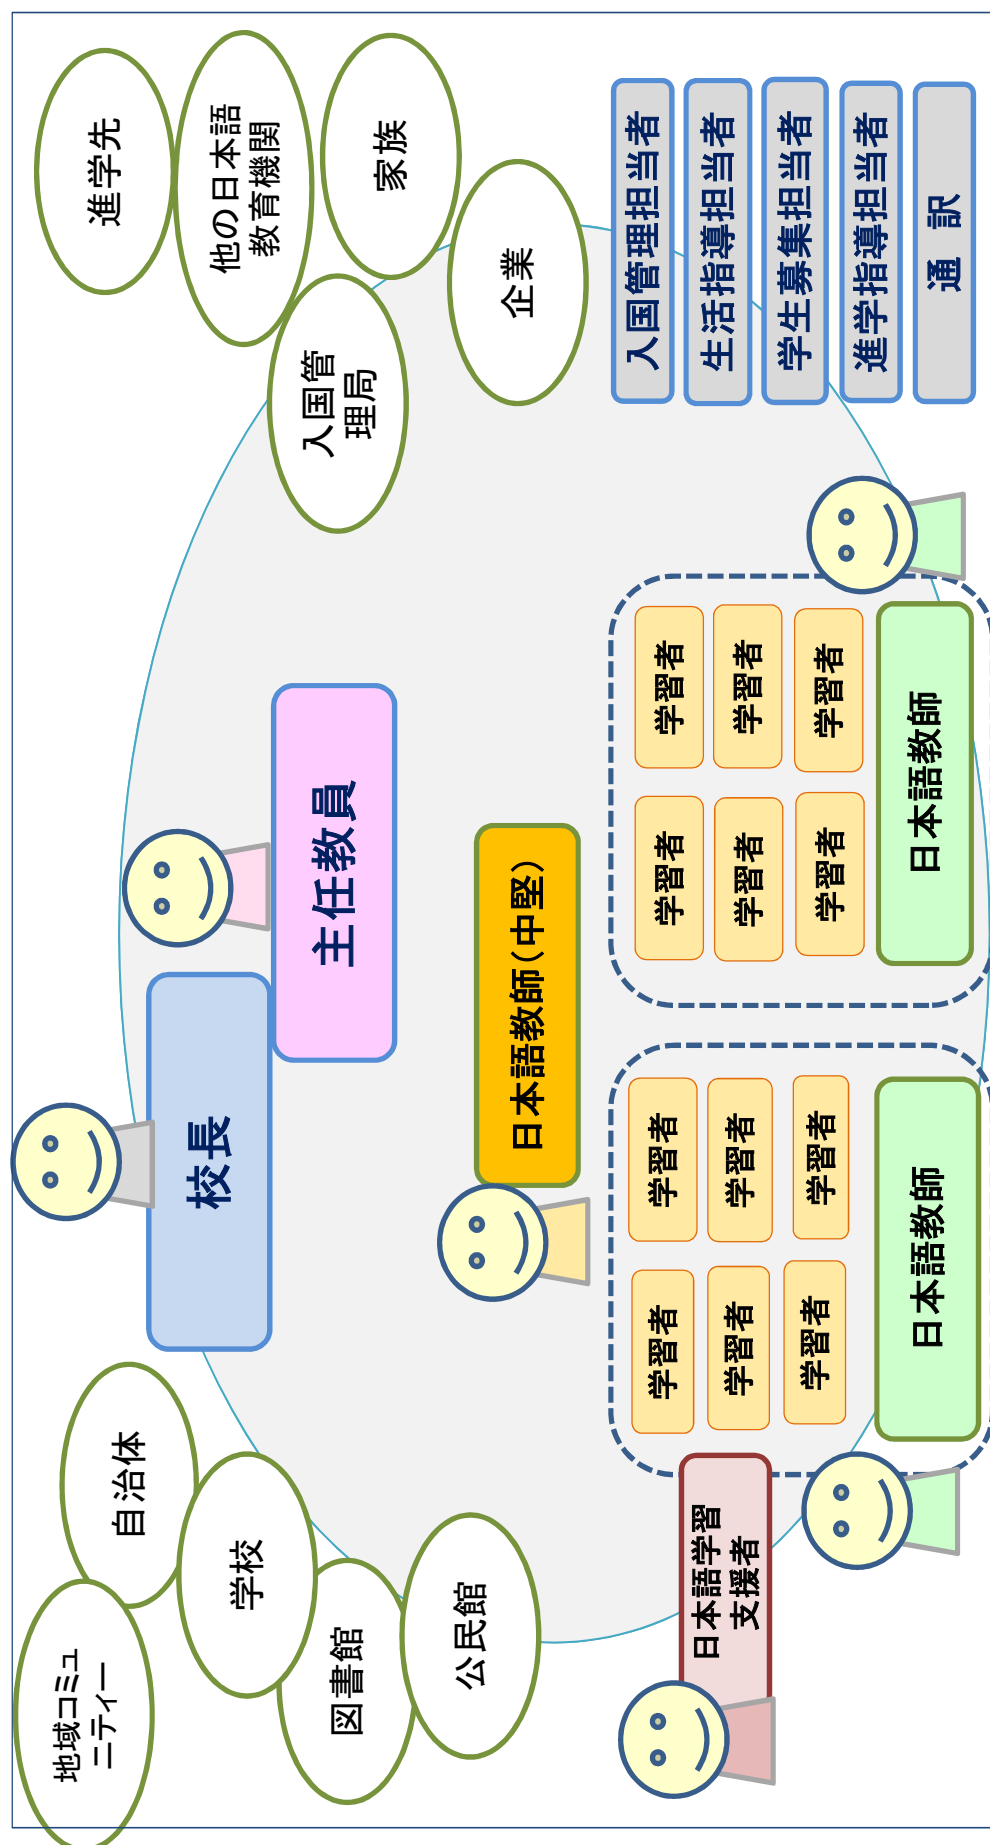 地域コミュ
ニティー
自治体
学校
図書館
公民館
校長
主任教員
進学先
他の日本語
教育機関
家族
入国管
理局
企業
日本語教師（中堅）
日本語学習
支援者
学習者
学習者
学習者
学習者
学習者
学習者
日本語教師
学習者
学習者
学習者
学習者
学習者
学習者
日本語教師
入国管理担当者
生活指導担当者
学生募集担当者
進学指導担当者
通　訳